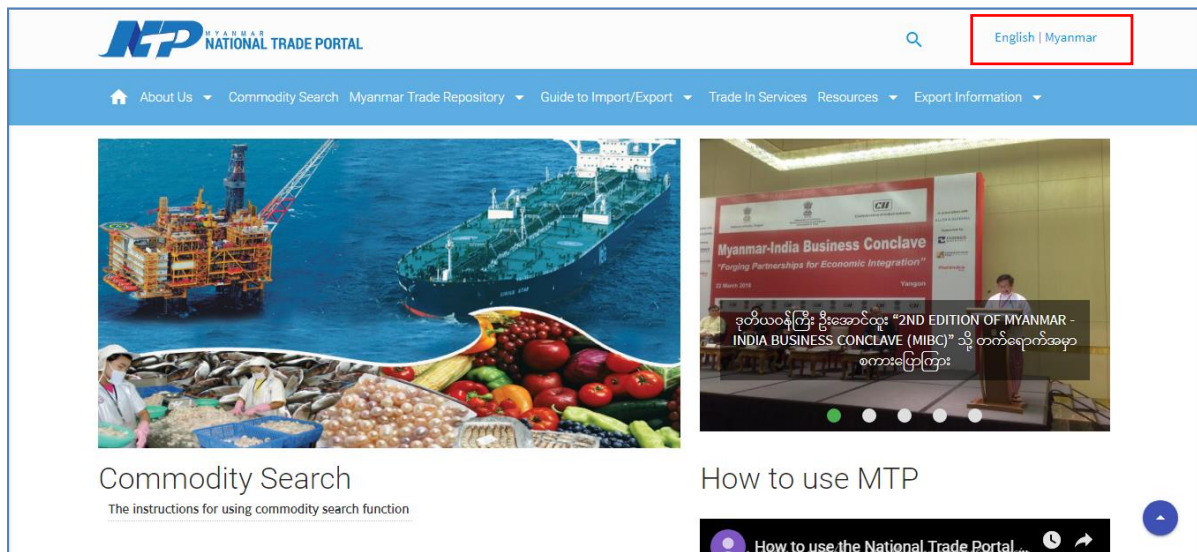 NTP
MYANMAR
NATIONAL TRADE PORTAL
English | Myanmar
About Us
Commodity Search
Myanmar Trade Repository
Guide to Import/Export
Trade In Services
Resources
Export Information
CII
Myanmar-India Business Conclave
"Forging Partnerships for Economic Integration"
Yangon
ဒုတိယဝန်ကြီး ဦးအောင်ထူး “2ND EDITION OF MYANMAR -
INDIA BUSINESS CONCLAVE (MIBC)” သို့ တက်ရောက်အမှာ
စကားပြောကြား
Commodity Search
The instructions for using commodity search function
How to use MTP
How to use the National Trade Portal ...